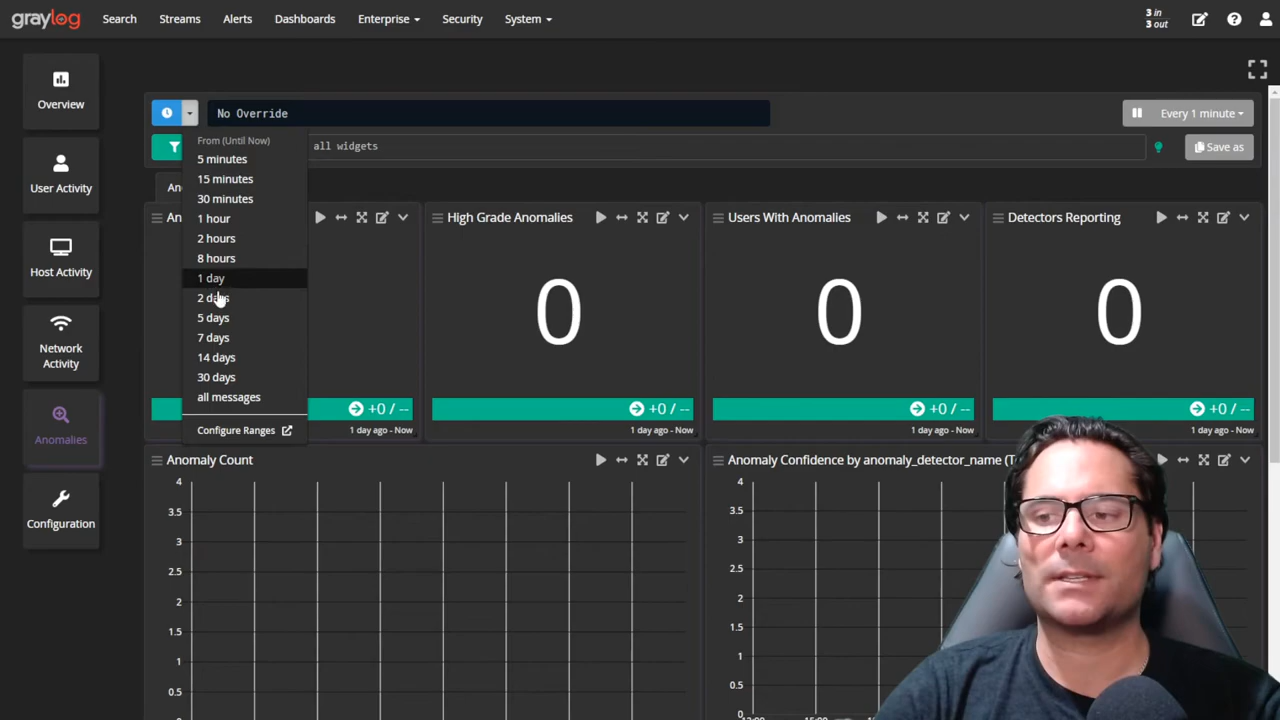 graylog
Search
Streams
Alerts
Dashboards
Enterprise
Security
System
3 in
3 out
Overview
User Activity
Host Activity
Network
Activity
Anomalies
Configuration
No Override
Every 1 minute
all widgets
Save as
From (Until Now)
5 minutes
15 minutes
30 minutes
1 hour
2 hours
8 hours
1 day
2 days
5 days
7 days
14 days
30 days
all messages
Configure Ranges
An
An
High Grade Anomalies
Users With Anomalies
Detectors Reporting
0
0
0
+0 / --
+0 / --
+0 / --
+0 / --
1 day ago - Now
1 day ago - Now
1 day ago - Now
1 day ago - Now
Anomaly Count
4
3.5
3
2.5
2
1.5
1
0.5
Anomaly Confidence by anomaly_detector_name (T
4
3.5
3
2.5
2
1.5
1
0.5
0